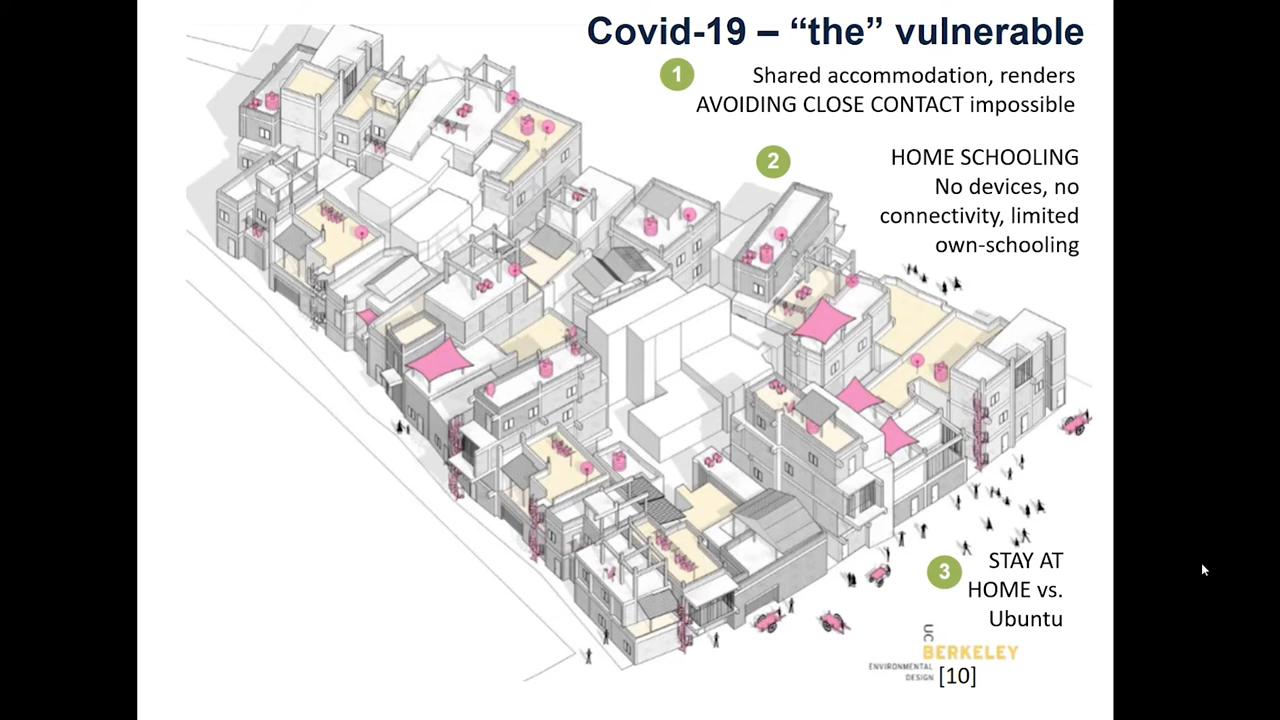 Covid-19 – “the” vulnerable
1
Shared accommodation, renders
AVOIDING CLOSE CONTACT impossible
2
HOME SCHOOLING
No devices, no
connectivity, limited
own-schooling
3
STAY AT
HOME vs.
Ubuntu
UC
BERKELEY
ENVIRONMENTAL
DESIGN
[10]